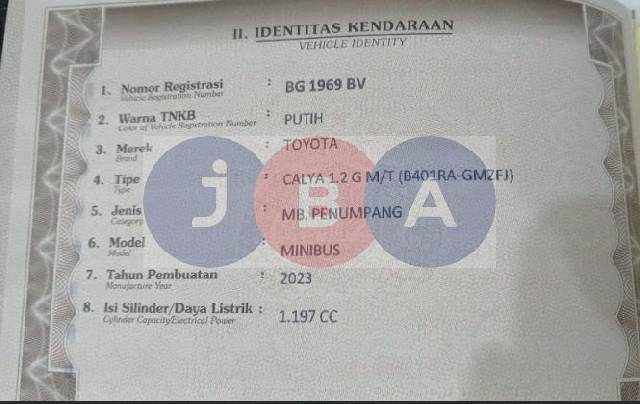 II. IDENTITAS KENDARAAN
VEHICLE IDENTITY
1. Nomor Registrasi : BG 1969 BV
Vehicle Registration Number
2. Warna TNKB : PUTIH
Color of Vehicle Registration Number
3. Merek : TOYOTA
Brand
4. Tipe : CALYA 1.2 G M/T (B401RA-GMZFJ)
Type
5. Jenis : MB. PENUMPANG
Category
6. Model : MINIBUS
Model
7. Tahun Pembuatan : 2023
Manufacture Year
8. Isi Silinder/Daya Listrik : 1.197 CC
Cylinder Capacity/Electrical Power
JBA